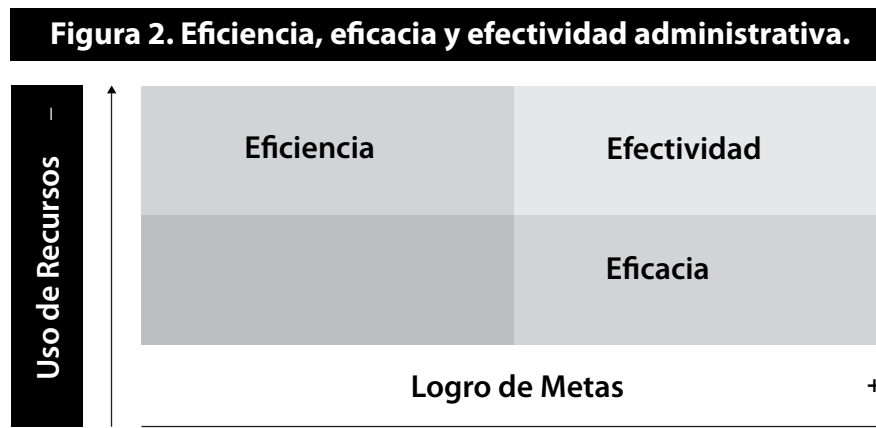 Figura 2. Eficiencia, eficacia y efectividad administrativa.
Uso de Recursos –
Eficiencia
Efectividad
Eficacia
Logro de Metas +